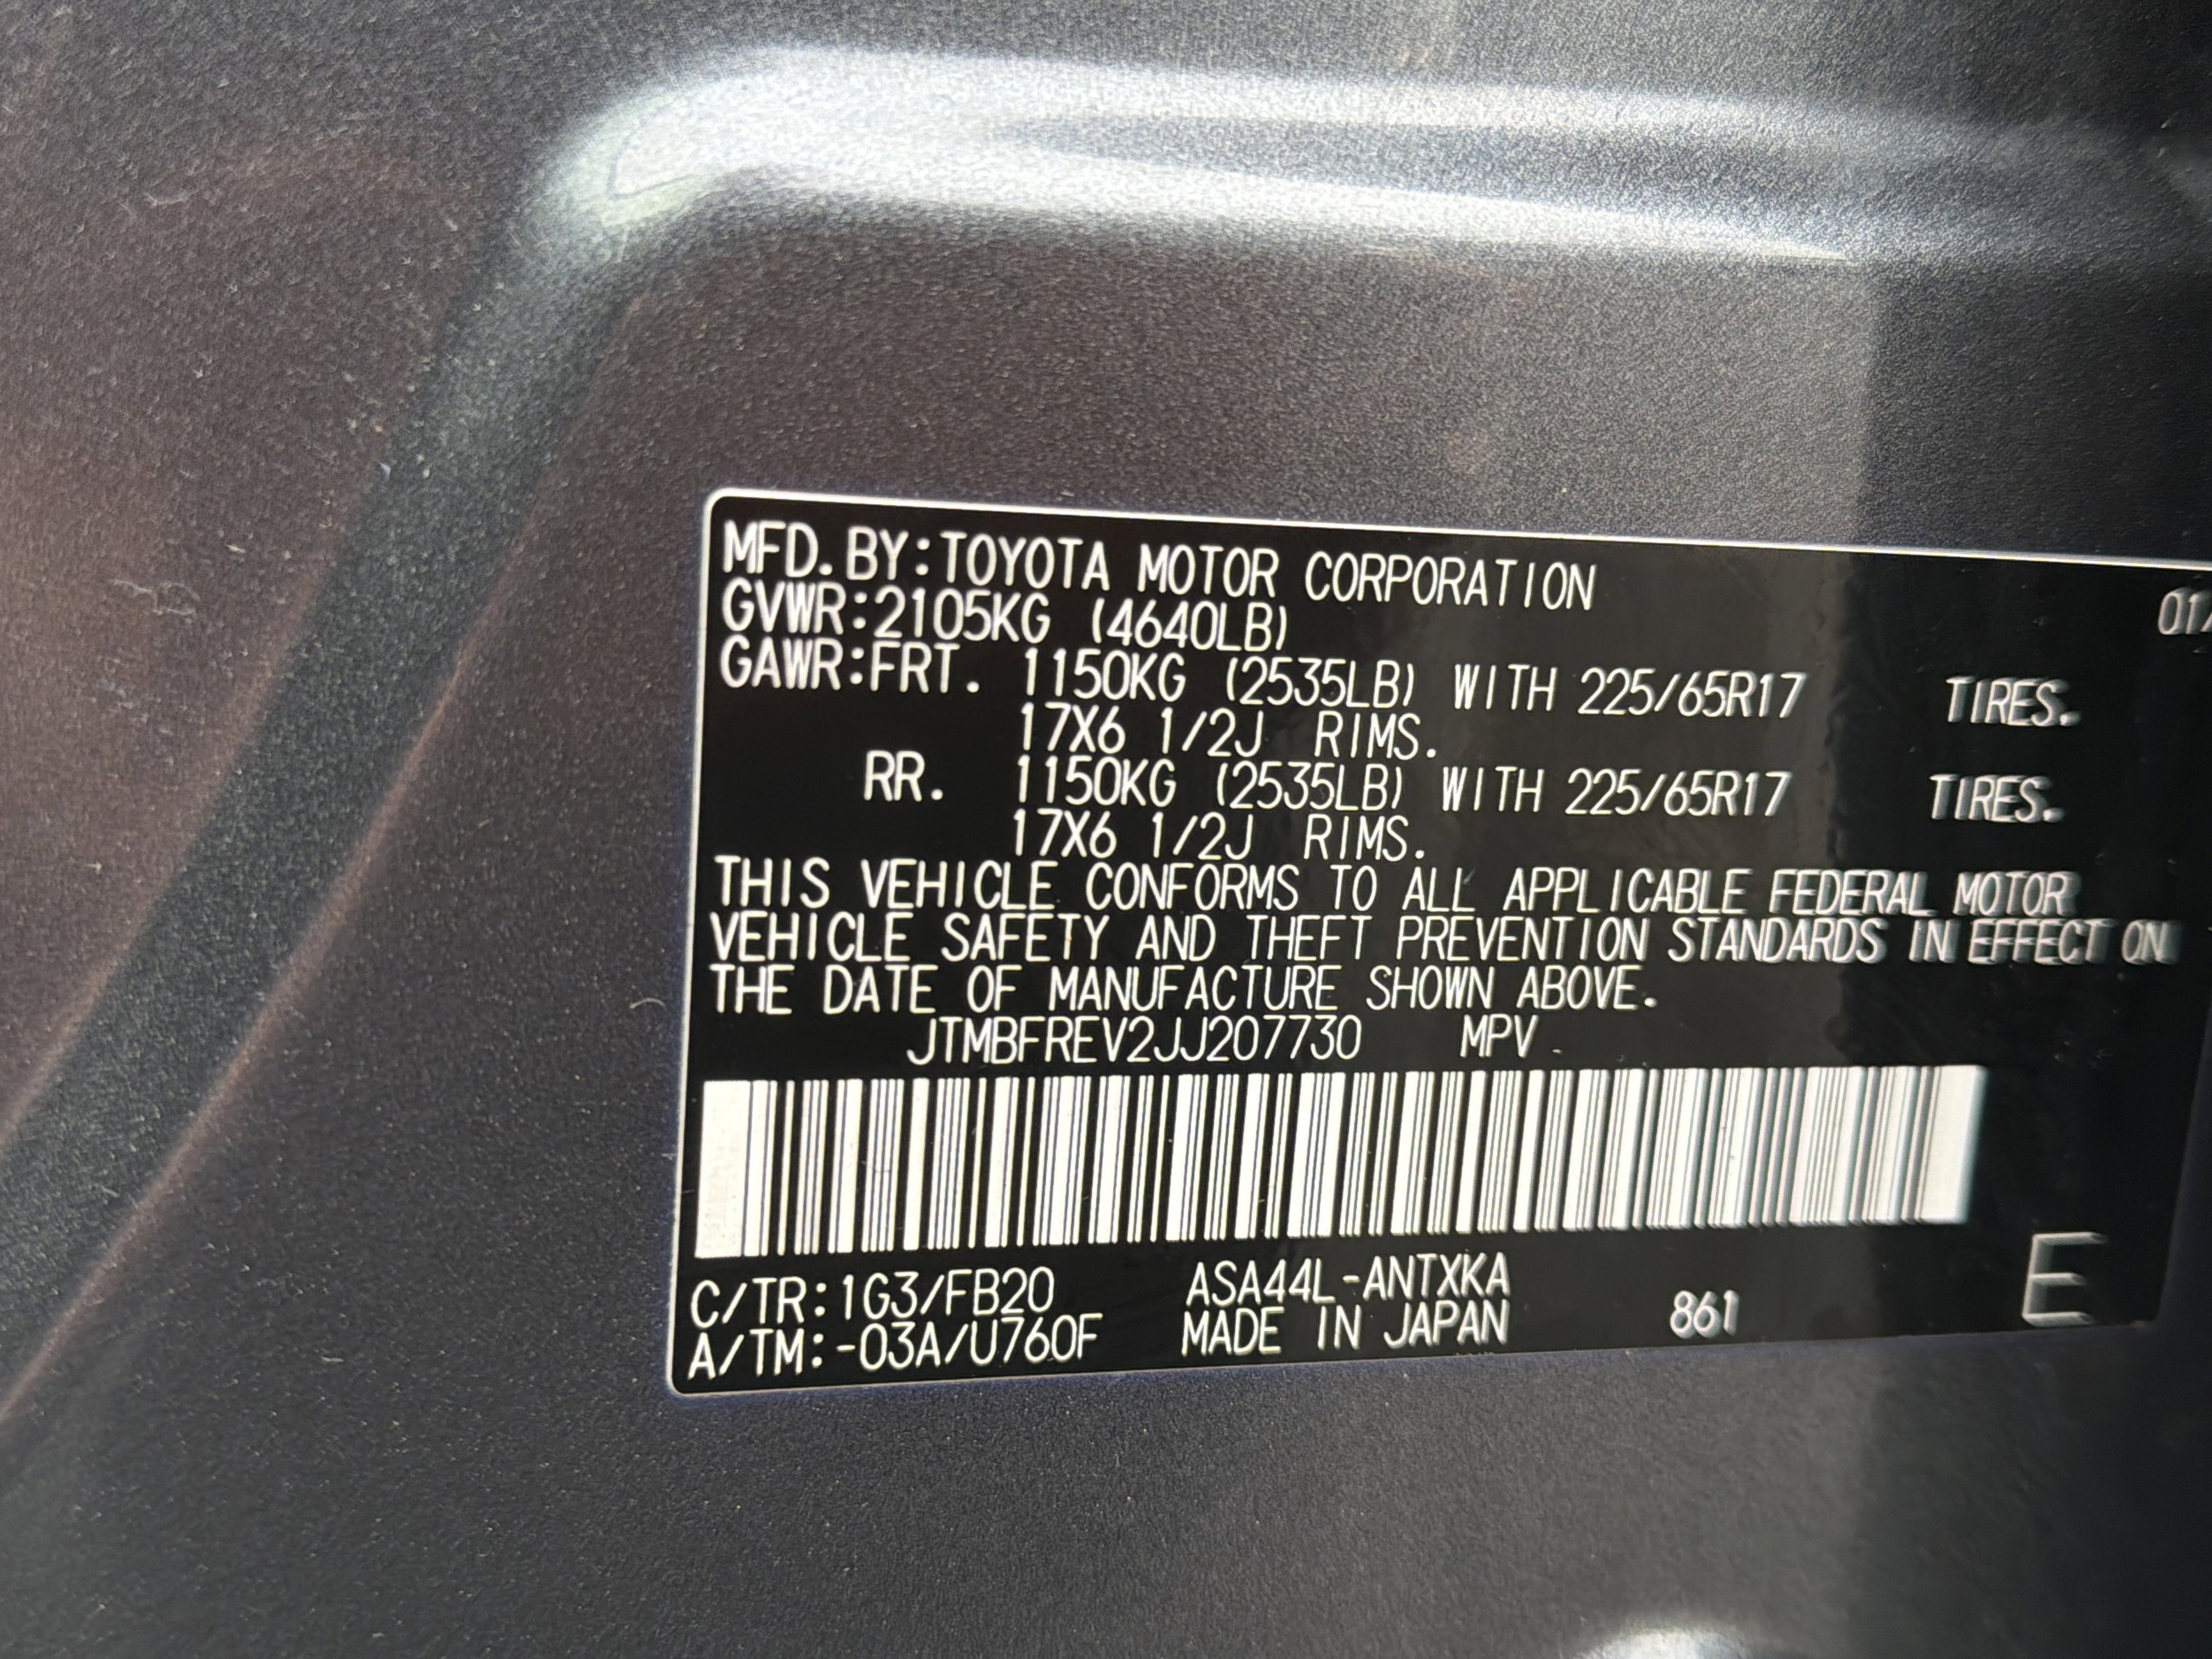 MFD.BY:TOYOTA MOTOR CORPORATION 01/
GVWR:2105KG (4640LB)
GAWR:FRT. 1150KG (2535LB) WITH 225/65R17 TIRES.
17X6 1/2J RIMS.
RR. 1150KG (2535LB) WITH 225/65R17 TIRES.
17X6 1/2J RIMS.
THIS VEHICLE CONFORMS TO ALL APPLICABLE FEDERAL MOTOR
VEHICLE SAFETY AND THEFT PREVENTION STANDARDS IN EFFECT ON
THE DATE OF MANUFACTURE SHOWN ABOVE.
JTMBFREV2JJ207730 MPV
C/TR:1G3/FB20 ASA44L-ANTXKA
A/TM:-03A/U760F MADE IN JAPAN 861 E